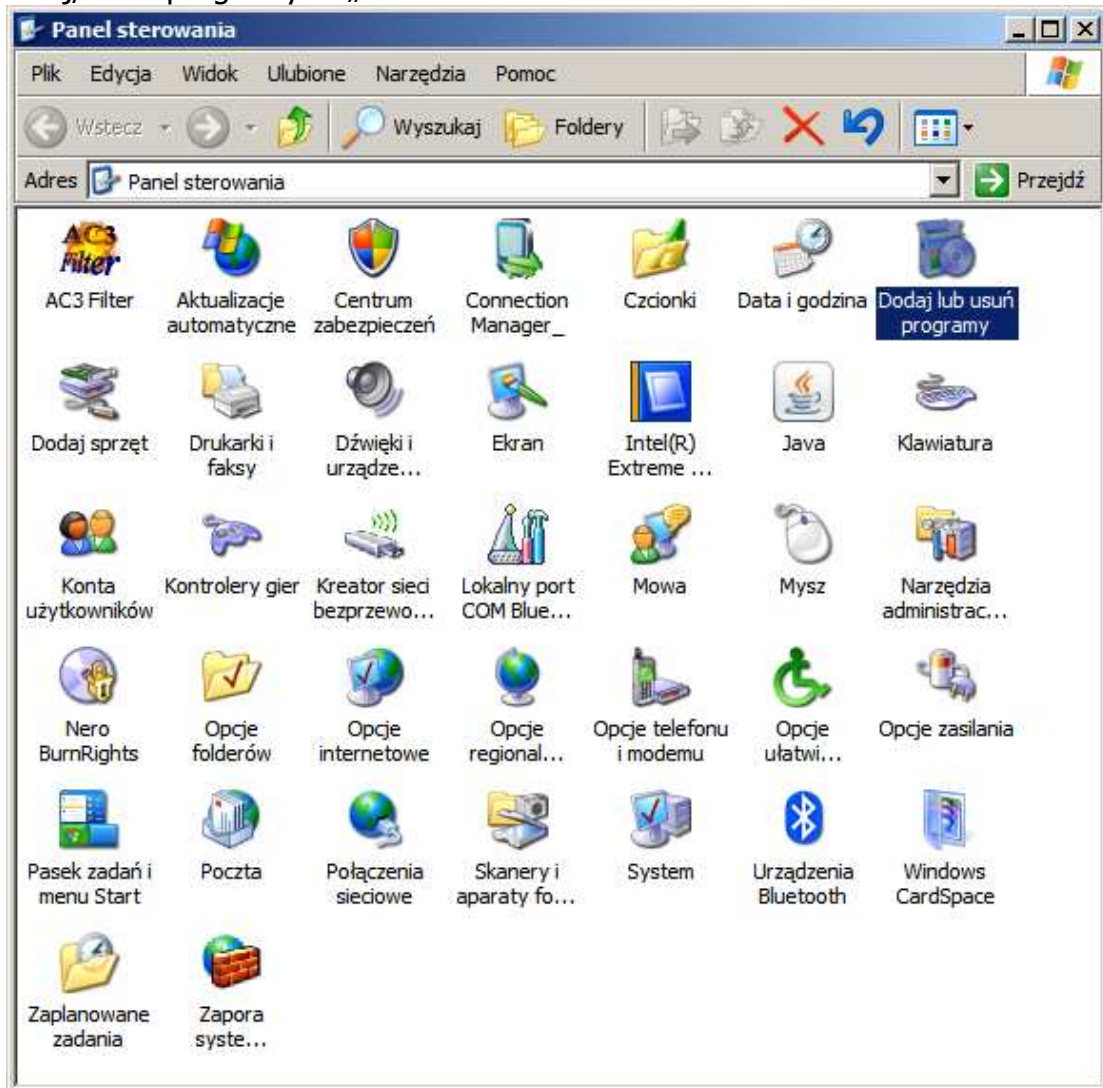 Panel sterowania
Plik Edycja Widok Ulubione Narzędzia Pomoc
Wstecz Wyszukaj Foldery
Adres Panel sterowania Przejdź
AC3 Filter
AC3 Filter Aktualizacje automatyczne Centrum zabezpieczeń Connection Manager_ Czcionki Data i godzina Dodaj lub usuń programy
Dodaj sprzęt Drukarki i faksy Dźwięki i urządze... Ekran Intel(R) Extreme ... Java Klawiatura
Konta użytkowników Kontrolery gier Kreator sieci bezprzewo... Lokalny port COM Blue... Mowa Mysz Narzędzia administrac...
Nero BurnRights Opcje folderów Opcje internetowe Opcje regional... Opcje telefonu i modemu Opcje ułatwi... Opcje zasilania
Pasek zadań i menu Start Poczta Połączenia sieciowe Skanery i aparaty fo... System Urządzenia Bluetooth Windows CardSpace
Zaplanowane zadania Zapora syste...